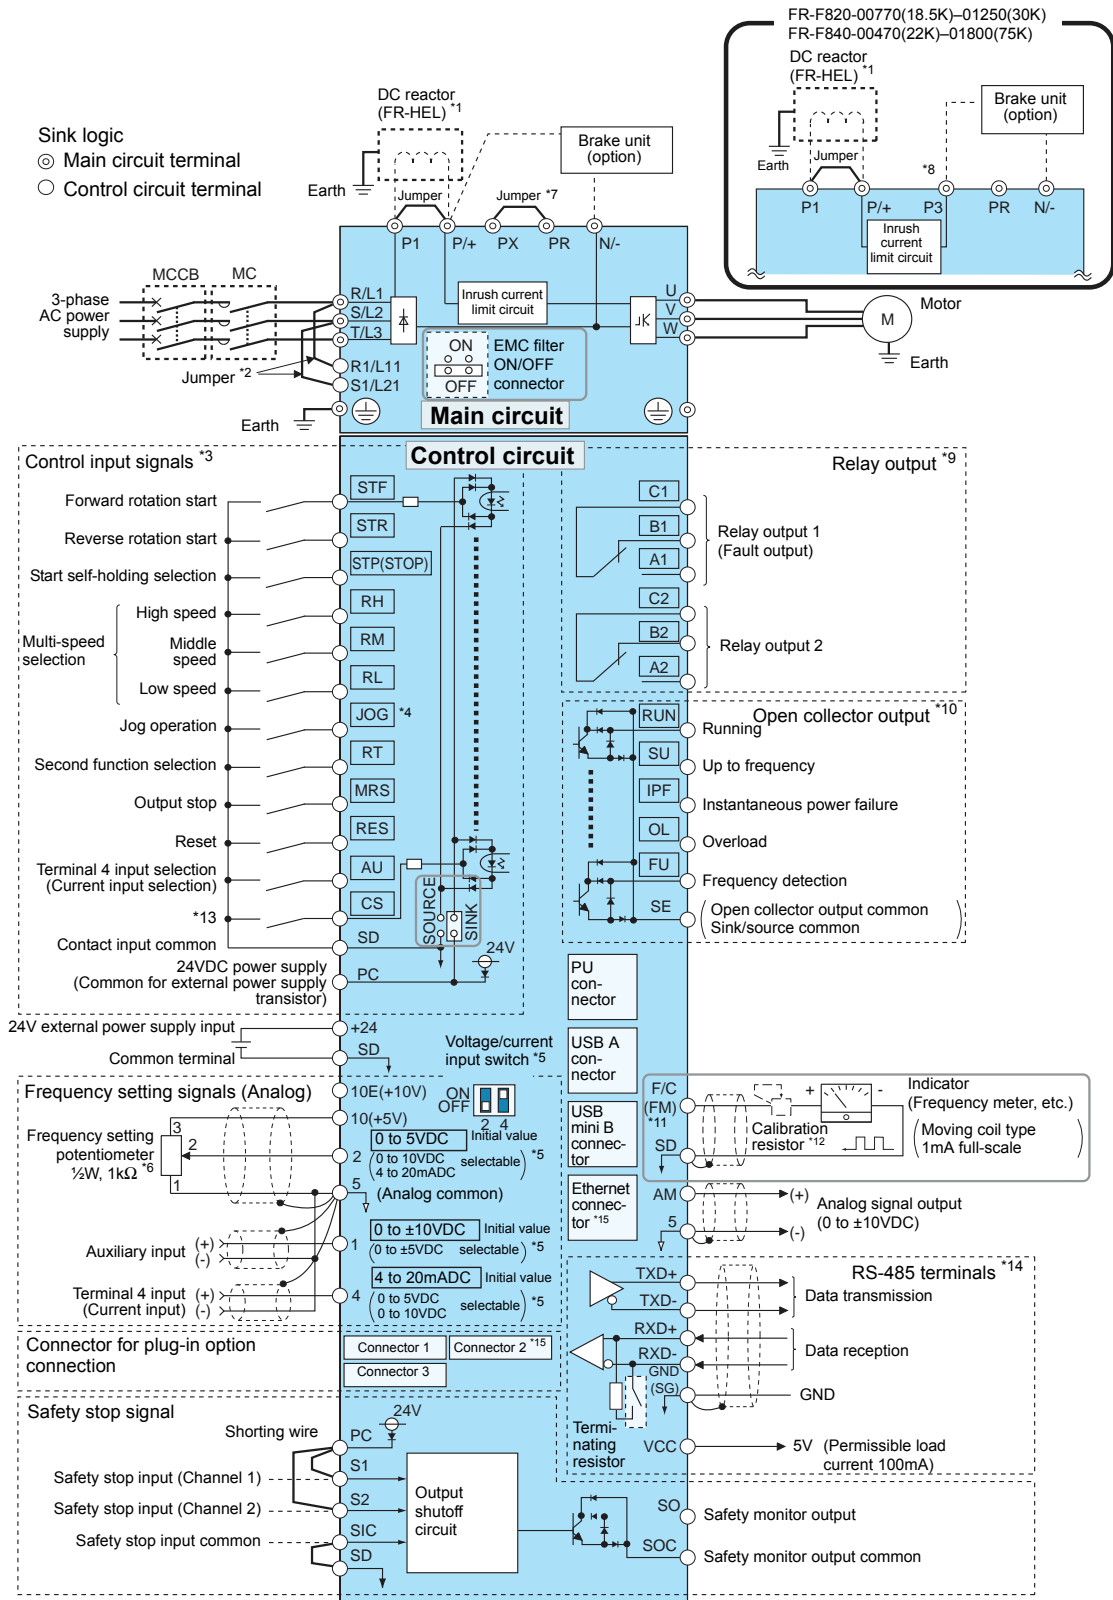 FR-F820-00770(18.5K)–01250(30K)
FR-F840-00470(22K)–01800(75K)
DC reactor
(FR-HEL) *1
Brake unit
(option)
Earth
Jumper
*8
P1
P/+
P3
PR
N/-
Inrush
current
limit circuit
Sink logic
Main circuit terminal
Control circuit terminal
DC reactor
(FR-HEL) *1
Brake unit
(option)
Earth
Jumper
Jumper *7
P1
P/+
PX
PR
N/-
MCCB
MC
3-phase
AC power
supply
R/L1
S/L2
T/L3
R1/L11
S1/L21
Jumper *2
Earth
Inrush current
limit circuit
ON
OFF
EMC filter
ON/OFF
connector
U
V
W
M
Motor
Earth
Main circuit
Control circuit
Control input signals *3
Forward rotation start
STF
Reverse rotation start
STR
Start self-holding selection
STP(STOP)
Multi-speed
selection
High speed
RH
Middle
speed
RM
Low speed
RL
Jog operation
JOG *4
Second function selection
RT
Output stop
MRS
Reset
RES
Terminal 4 input selection
(Current input selection)
AU
*13
CS
SOURCE
SINK
Contact input common
SD
24V
24VDC power supply
(Common for external power supply
transistor)
PC
24V external power supply input
+24
Common terminal
SD
Relay output *9
C1
B1
A1
Relay output 1
(Fault output)
C2
B2
A2
Relay output 2
Open collector output *10
RUN
Running
SU
Up to frequency
IPF
Instantaneous power failure
OL
Overload
FU
Frequency detection
SE
(Open collector output common
Sink/source common)
PU
con-
nector
USB A
con-
nector
USB
mini B
connec-
tor
Ethernet
connec-
tor *15
Voltage/current
input switch *5
ON
OFF
2 4
Frequency setting signals (Analog)
Frequency setting
potentiometer
½W, 1kΩ *6
3
2
1
10E(+10V)
10(+5V)
2
0 to 5VDC Initial value
(0 to 10VDC
4 to 20mADC selectable) *5
5
(Analog common)
Auxiliary input
(+)
(-)
1
0 to ±10VDC Initial value
(0 to ±5VDC selectable) *5
Terminal 4 input
(Current input)
(+)
(-)
4
4 to 20mADC Initial value
(0 to 5VDC
0 to 10VDC selectable) *5
F/C
(FM)
*11
SD
+ -
Calibration
resistor *12
Indicator
(Frequency meter, etc.)
(Moving coil type
1mA full-scale)
AM
5
(+)
(-)
Analog signal output
(0 to ±10VDC)
RS-485 terminals *14
TXD+
TXD-
Data transmission
RXD+
RXD-
Data reception
GND
(SG)
GND
Termi-
nating
resistor
VCC
5V (Permissible load
current 100mA)
Connector for plug-in option
connection
Connector 1
Connector 2 *15
Connector 3
Safety stop signal
Shorting wire
24V
PC
Safety stop input (Channel 1)
S1
Safety stop input (Channel 2)
S2
Safety stop input common
SIC
SD
Output
shutoff
circuit
SO
Safety monitor output
SOC
Safety monitor output common